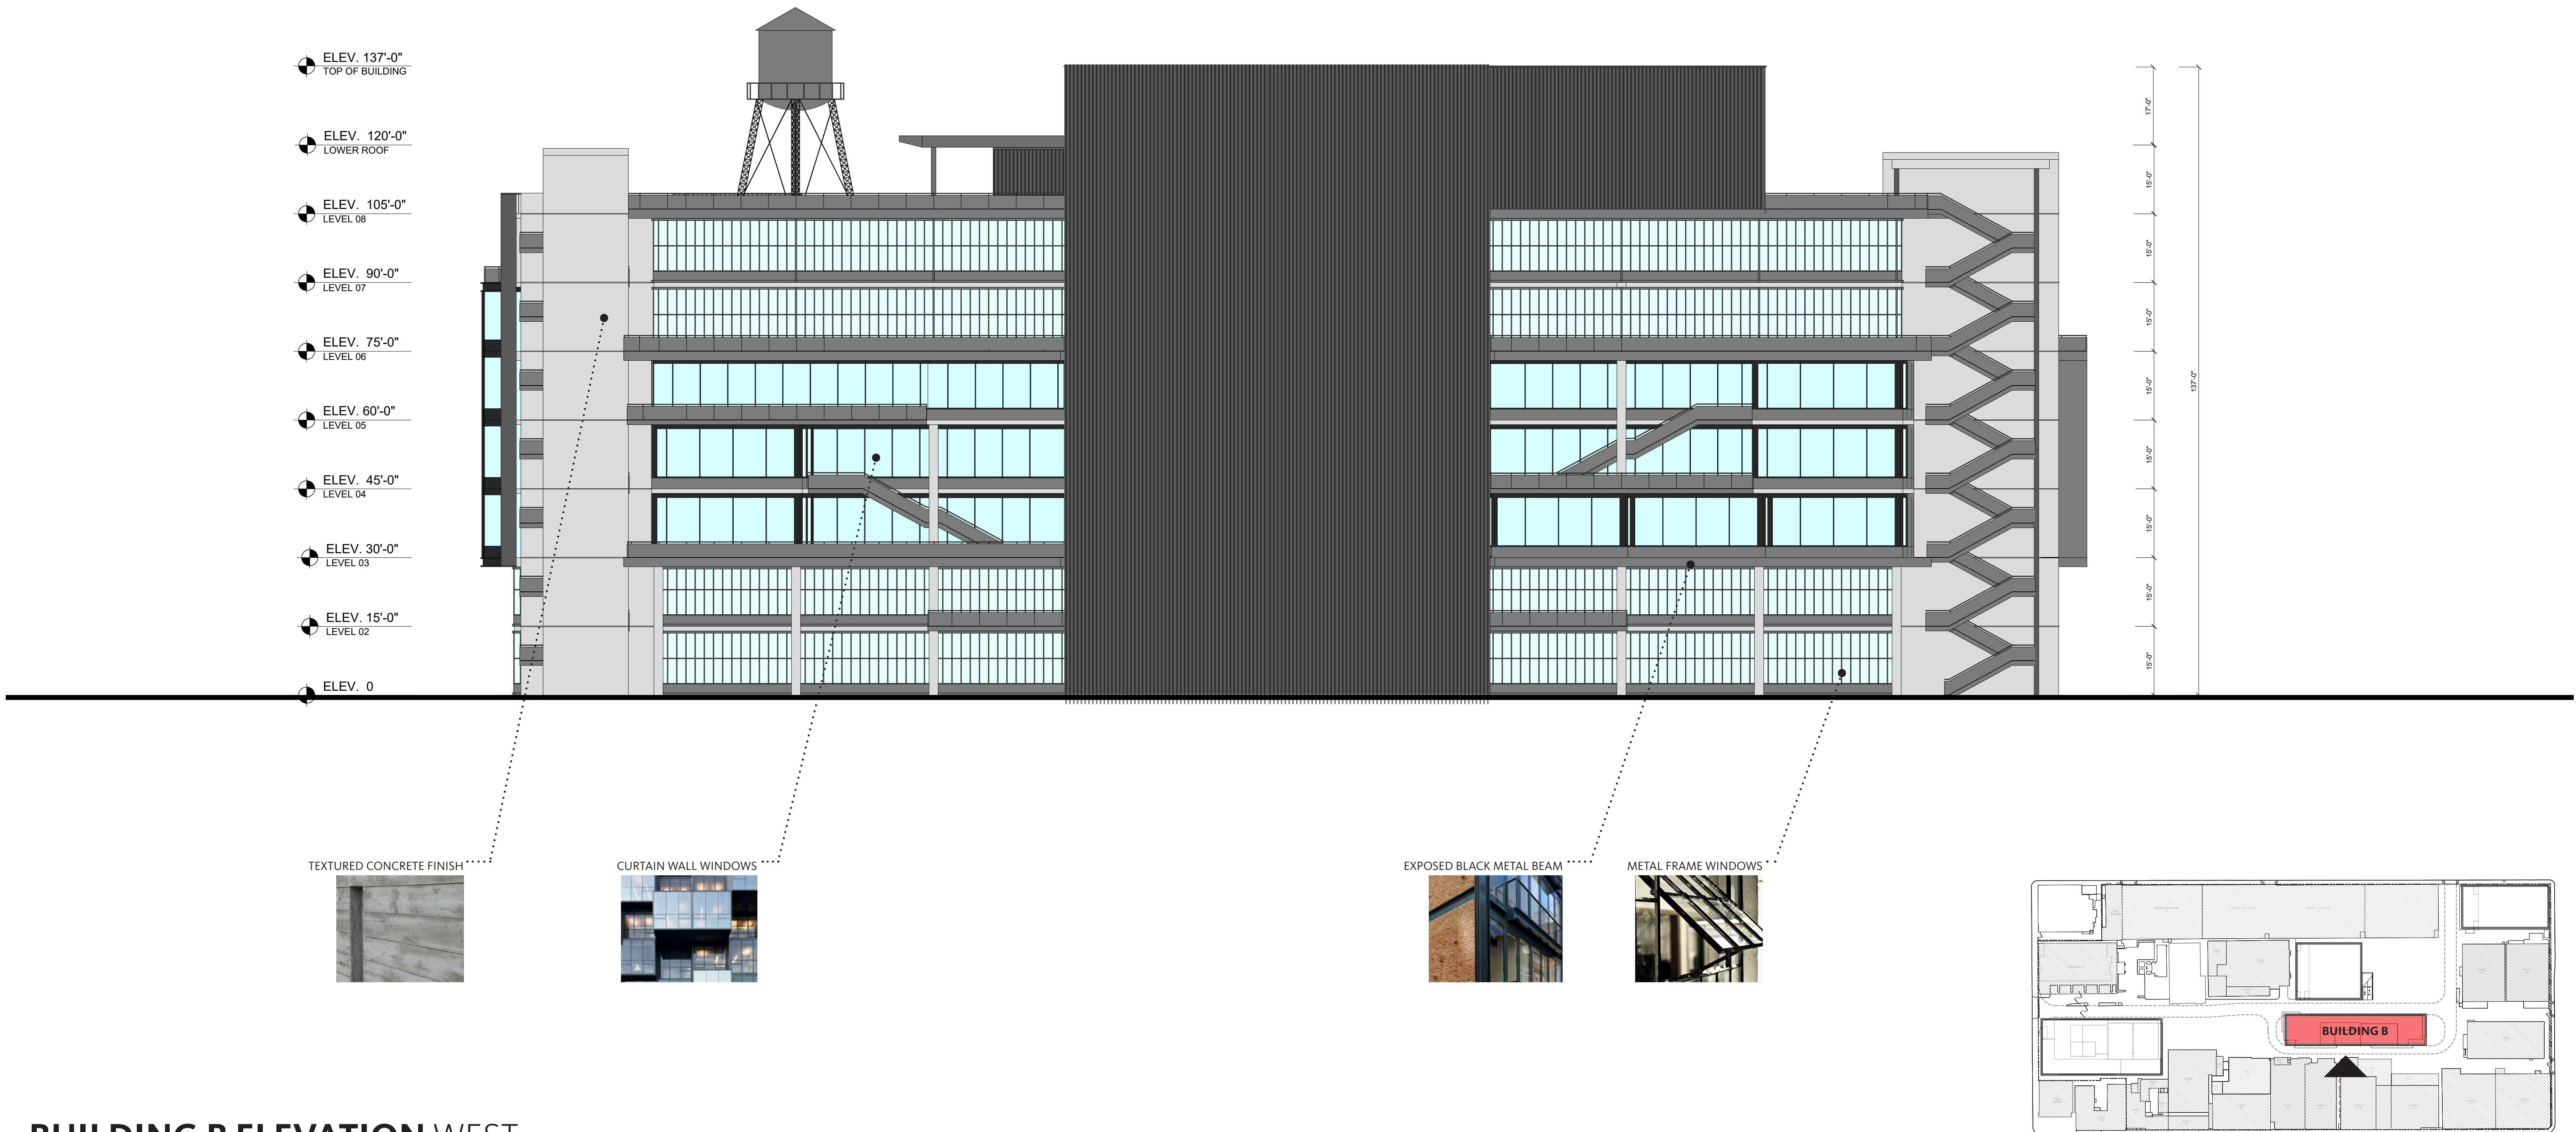 ELEV. 137'-0"
TOP OF BUILDING
ELEV. 120'-0"
LOWER ROOF
ELEV. 105'-0"
LEVEL 08
ELEV. 90'-0"
LEVEL 07
ELEV. 75'-0"
LEVEL 06
ELEV. 60'-0"
LEVEL 05
ELEV. 45'-0"
LEVEL 04
ELEV. 30'-0"
LEVEL 03
ELEV. 15'-0"
LEVEL 02
ELEV. 0
17'-0"
15'-0"
15'-0"
15'-0"
15'-0"
15'-0"
15'-0"
15'-0"
15'-0"
137'-0"
TEXTURED CONCRETE FINISH
CURTAIN WALL WINDOWS
EXPOSED BLACK METAL BEAM
METAL FRAME WINDOWS
BUILDING B
BUILDING B ELEVATION WEST